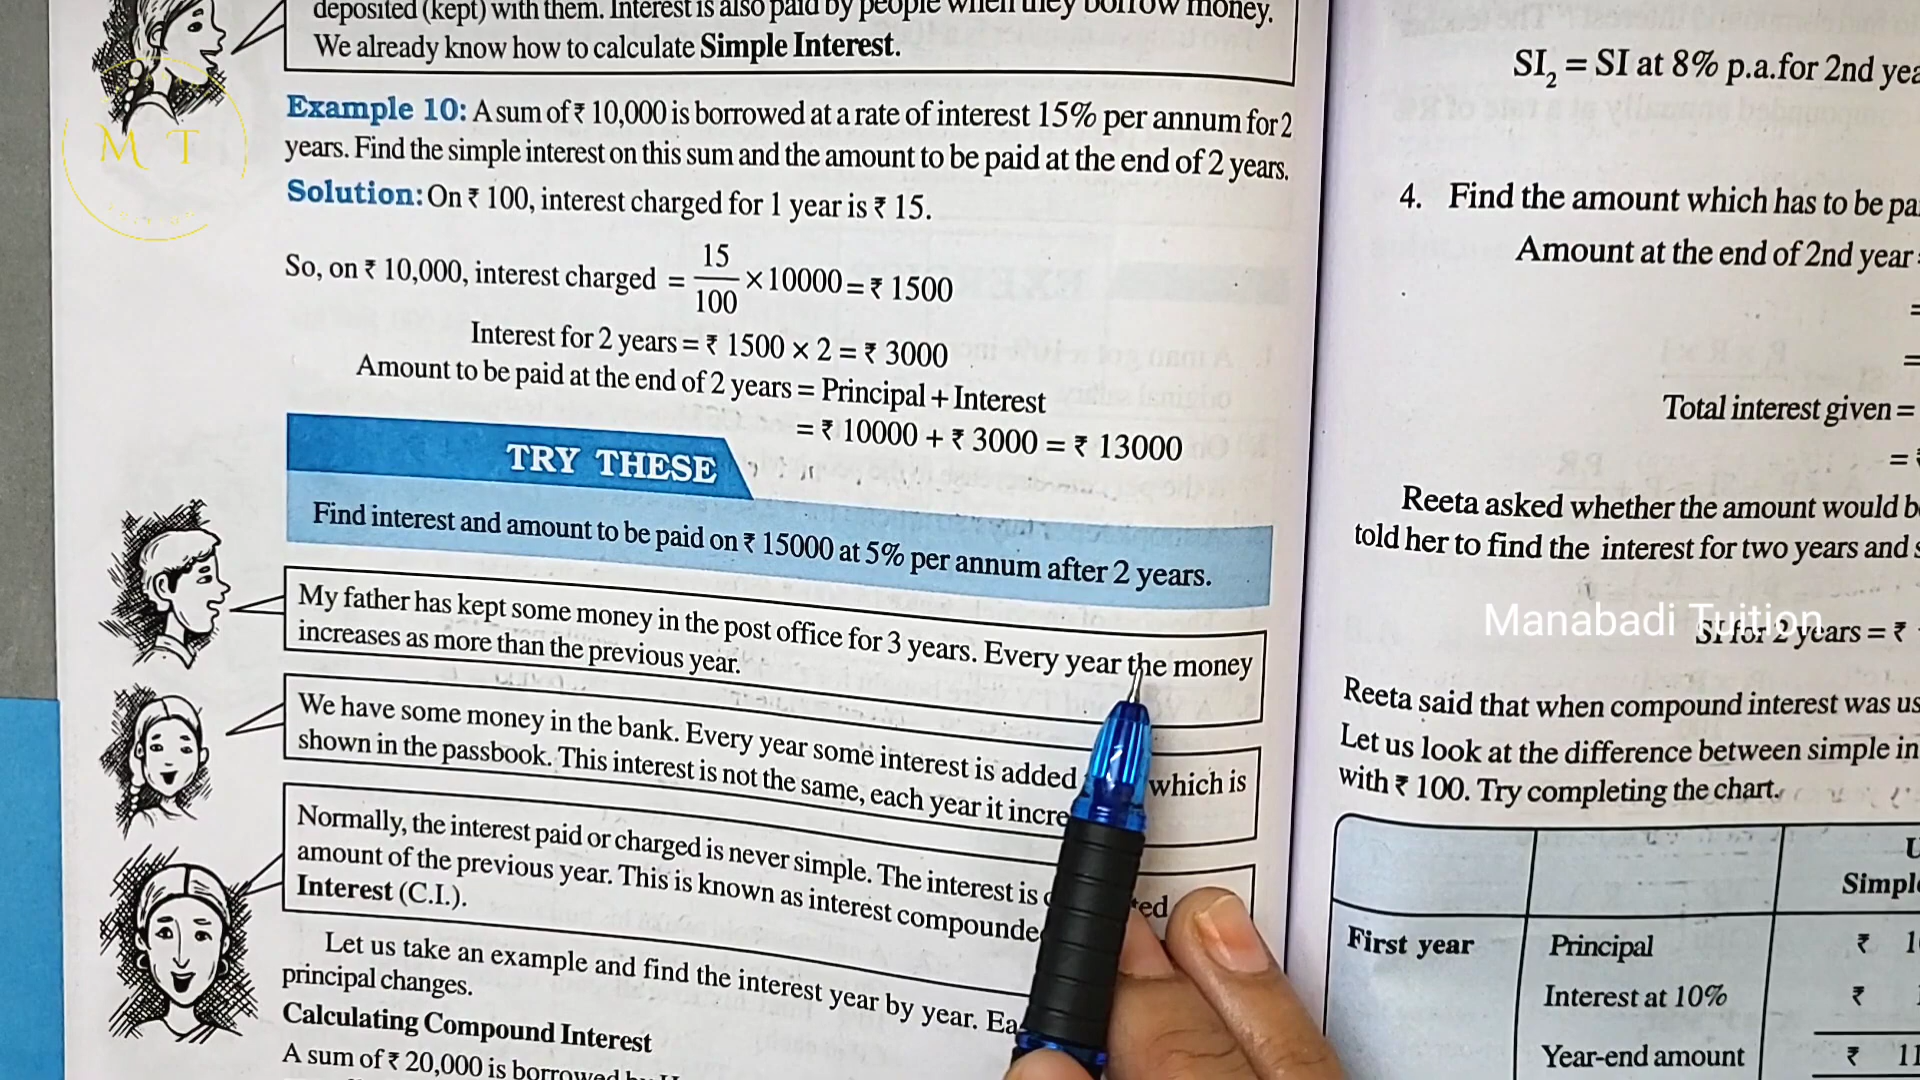 deposited (kept) with them. Interest is also paid by people when they borrow money.
We already know how to calculate Simple Interest.
Example 10: A sum of ₹ 10,000 is borrowed at a rate of interest 15% per annum for 2
years. Find the simple interest on this sum and the amount to be paid at the end of 2 years.
Solution: On ₹ 100, interest charged for 1 year is ₹ 15.
So, on ₹ 10,000, interest charged = 15/100 × 10000 = ₹ 1500
Interest for 2 years = ₹ 1500 × 2 = ₹ 3000
Amount to be paid at the end of 2 years = Principal + Interest
= ₹ 10000 + ₹ 3000 = ₹ 13000
TRY THESE
Find interest and amount to be paid on ₹ 15000 at 5% per annum after 2 years.
My father has kept some money in the post office for 3 years. Every year the money
increases as more than the previous year.
We have some money in the bank. Every year some interest is added which is
shown in the passbook. This interest is not the same, each year it incre
Normally, the interest paid or charged is never simple. The interest is
amount of the previous year. This is known as interest compounde
Interest (C.I.).
Let us take an example and find the interest year by year. Ea
principal changes.
Calculating Compound Interest
A sum of ₹ 20,000 is borrowed
M T
SI₂ = SI at 8% p.a.for 2nd yea
4. Find the amount which has to be pa
Amount at the end of 2nd year =
=
=
Total interest given =
= ₹
Reeta asked whether the amount would b
told her to find the interest for two years and s
Manabadi Tuition
SI for 2 years = ₹
Reeta said that when compound interest was us
Let us look at the difference between simple in
with ₹ 100. Try completing the chart.
U
Simple
First year Principal ₹ 1
Interest at 10% ₹
Year-end amount ₹ 11